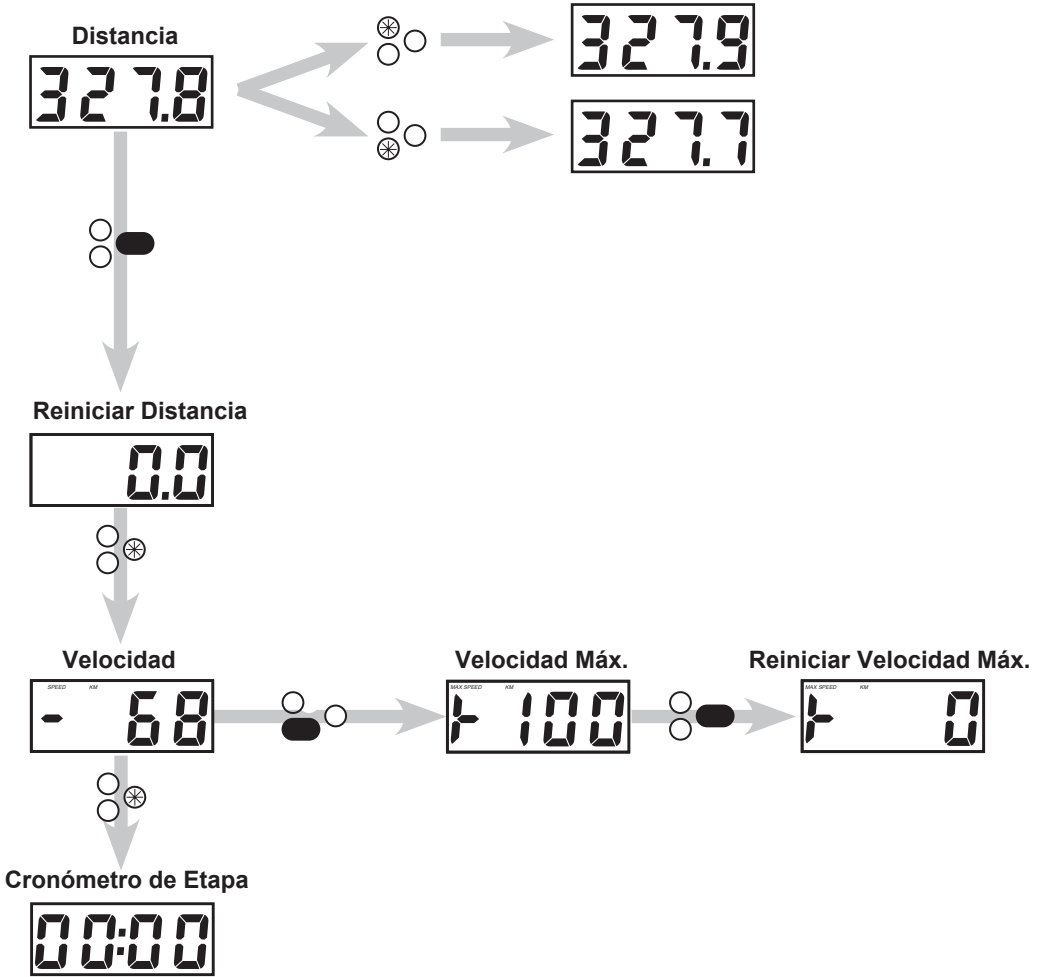 Distancia
327.8
327.9
327.7
Reiniciar Distancia
0.0
Velocidad
SPEED KM
- 68
Velocidad Máx.
MAX SPEED KM
100
Reiniciar Velocidad Máx.
MAX SPEED KM
0
Cronómetro de Etapa
00:00